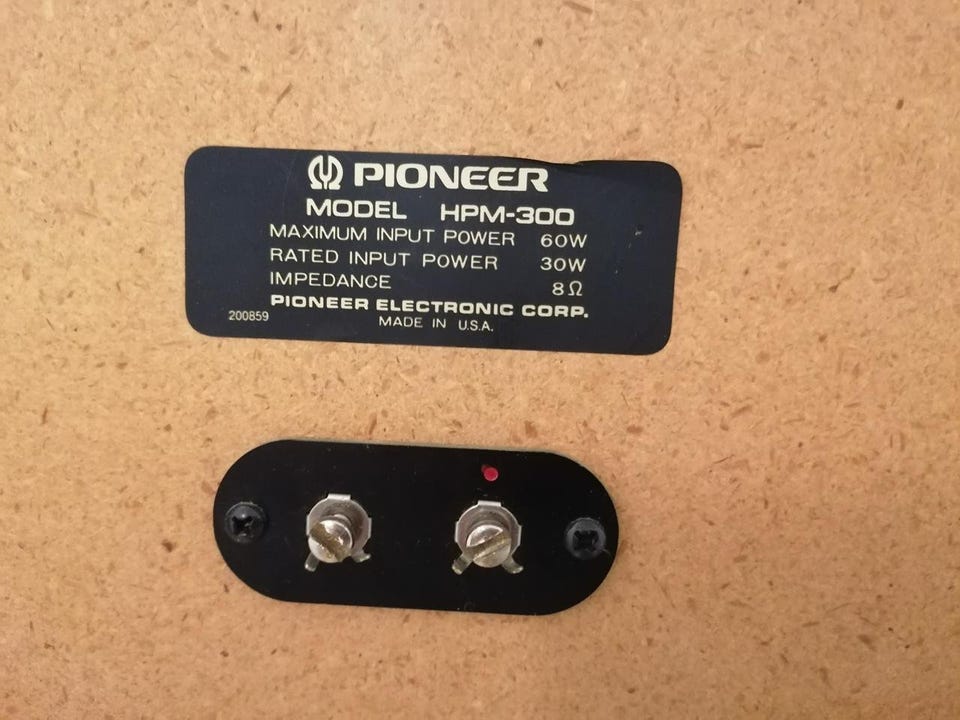 PIONEER
MODEL HPM-300
MAXIMUM INPUT POWER 60W
RATED INPUT POWER 30W
IMPEDANCE 8Ω
PIONEER ELECTRONIC CORP.
200859 MADE IN U.S.A.